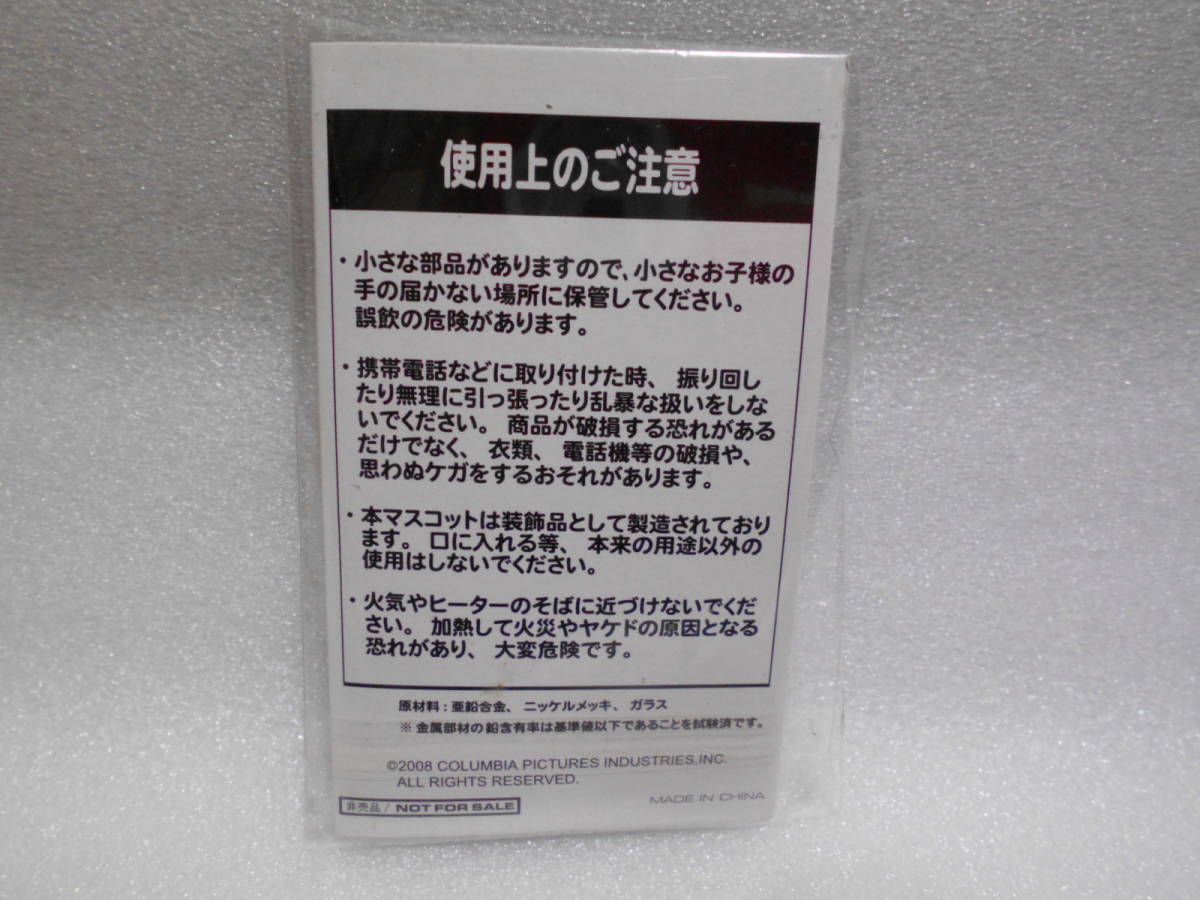 使用上のご注意
・小さな部品がありますので、小さなお子様の
手の届かない場所に保管してください。
誤飲の危険があります。
・携帯電話などに取り付けた時、振り回し
たり無理に引っ張ったり乱暴な扱いをしな
いでください。商品が破損する恐れがある
だけでなく、衣類、電話機等の破損や、
思わぬケガをするおそれがあります。
・本マスコットは装飾品として製造されており
ます。口に入れる等、本来の用途以外の
使用はしないでください。
・火気やヒーターのそばに近づけないでくだ
さい。加熱して火災やヤケドの原因となる
恐れがあり、大変危険です。
原材料：亜鉛合金、ニッケルメッキ、ガラス
※金属部材の鉛含有率は基準値以下であることを試験済です。
©2008 COLUMBIA PICTURES INDUSTRIES,INC.
ALL RIGHTS RESERVED.
非売品/NOT FOR SALE
MADE IN CHINA